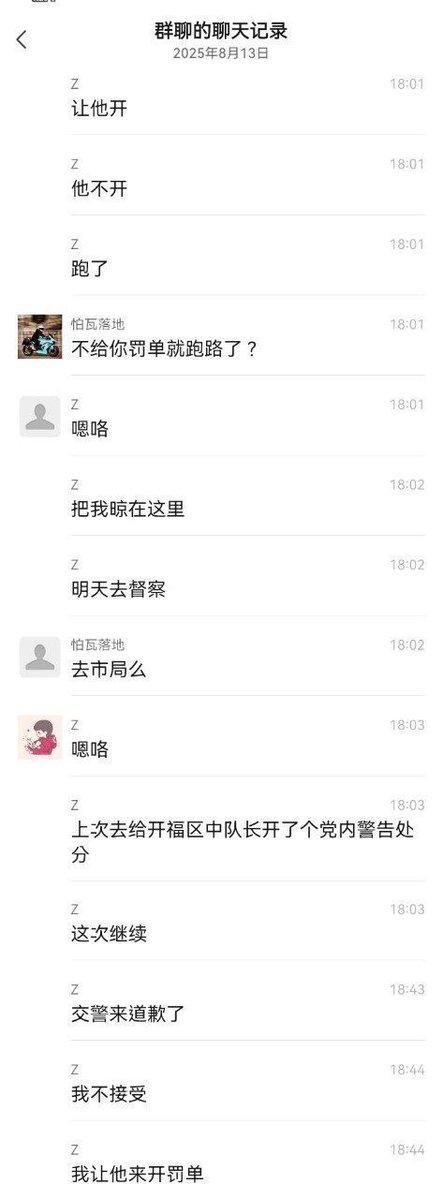 群聊的聊天记录
2025年8月13日
Z 18:01
让他开
Z 18:01
他不开
Z 18:01
跑了
怕瓦落地 18:01
不给你罚单就跑路了？
Z 18:01
嗯咯
Z 18:02
把我晾在这里
Z 18:02
明天去督察
怕瓦落地 18:02
去市局么
Z 18:03
嗯咯
Z 18:03
上次去给开福区中队长开了个党内警告处
分
Z 18:03
这次继续
Z 18:43
交警来道歉了
Z 18:44
我不接受
Z 18:44
我让他来开罚单